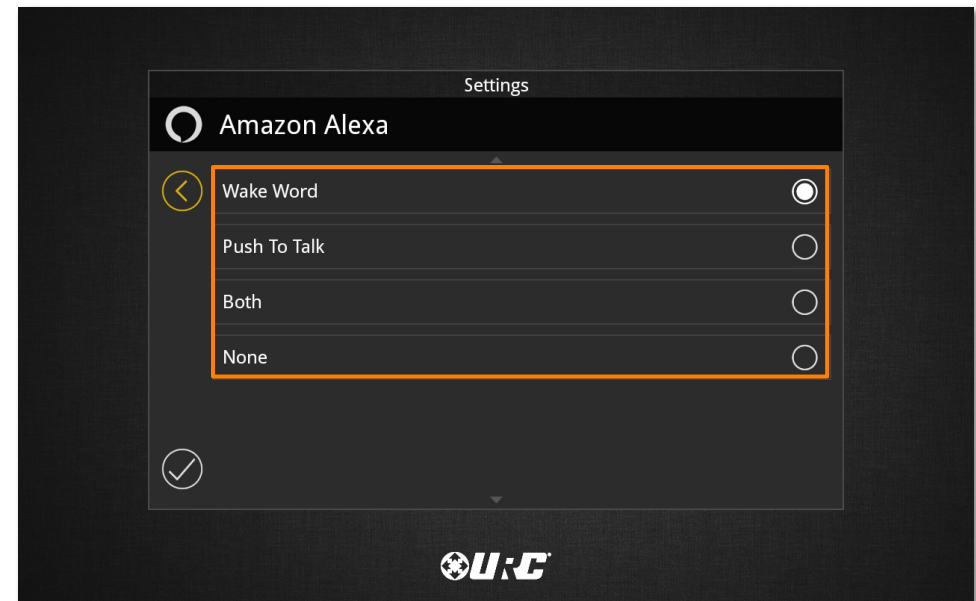 Settings
Amazon Alexa
Wake Word
Push To Talk
Both
None
URC